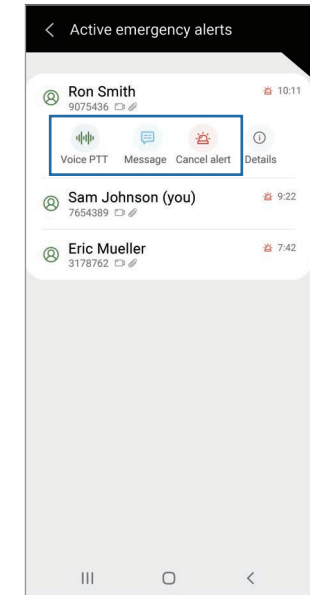 Active emergency alerts
Ron Smith 10:11
9075436
Voice PTT Message Cancel alert Details
Sam Johnson (you) 9:22
7654389
Eric Mueller 7:42
3178762